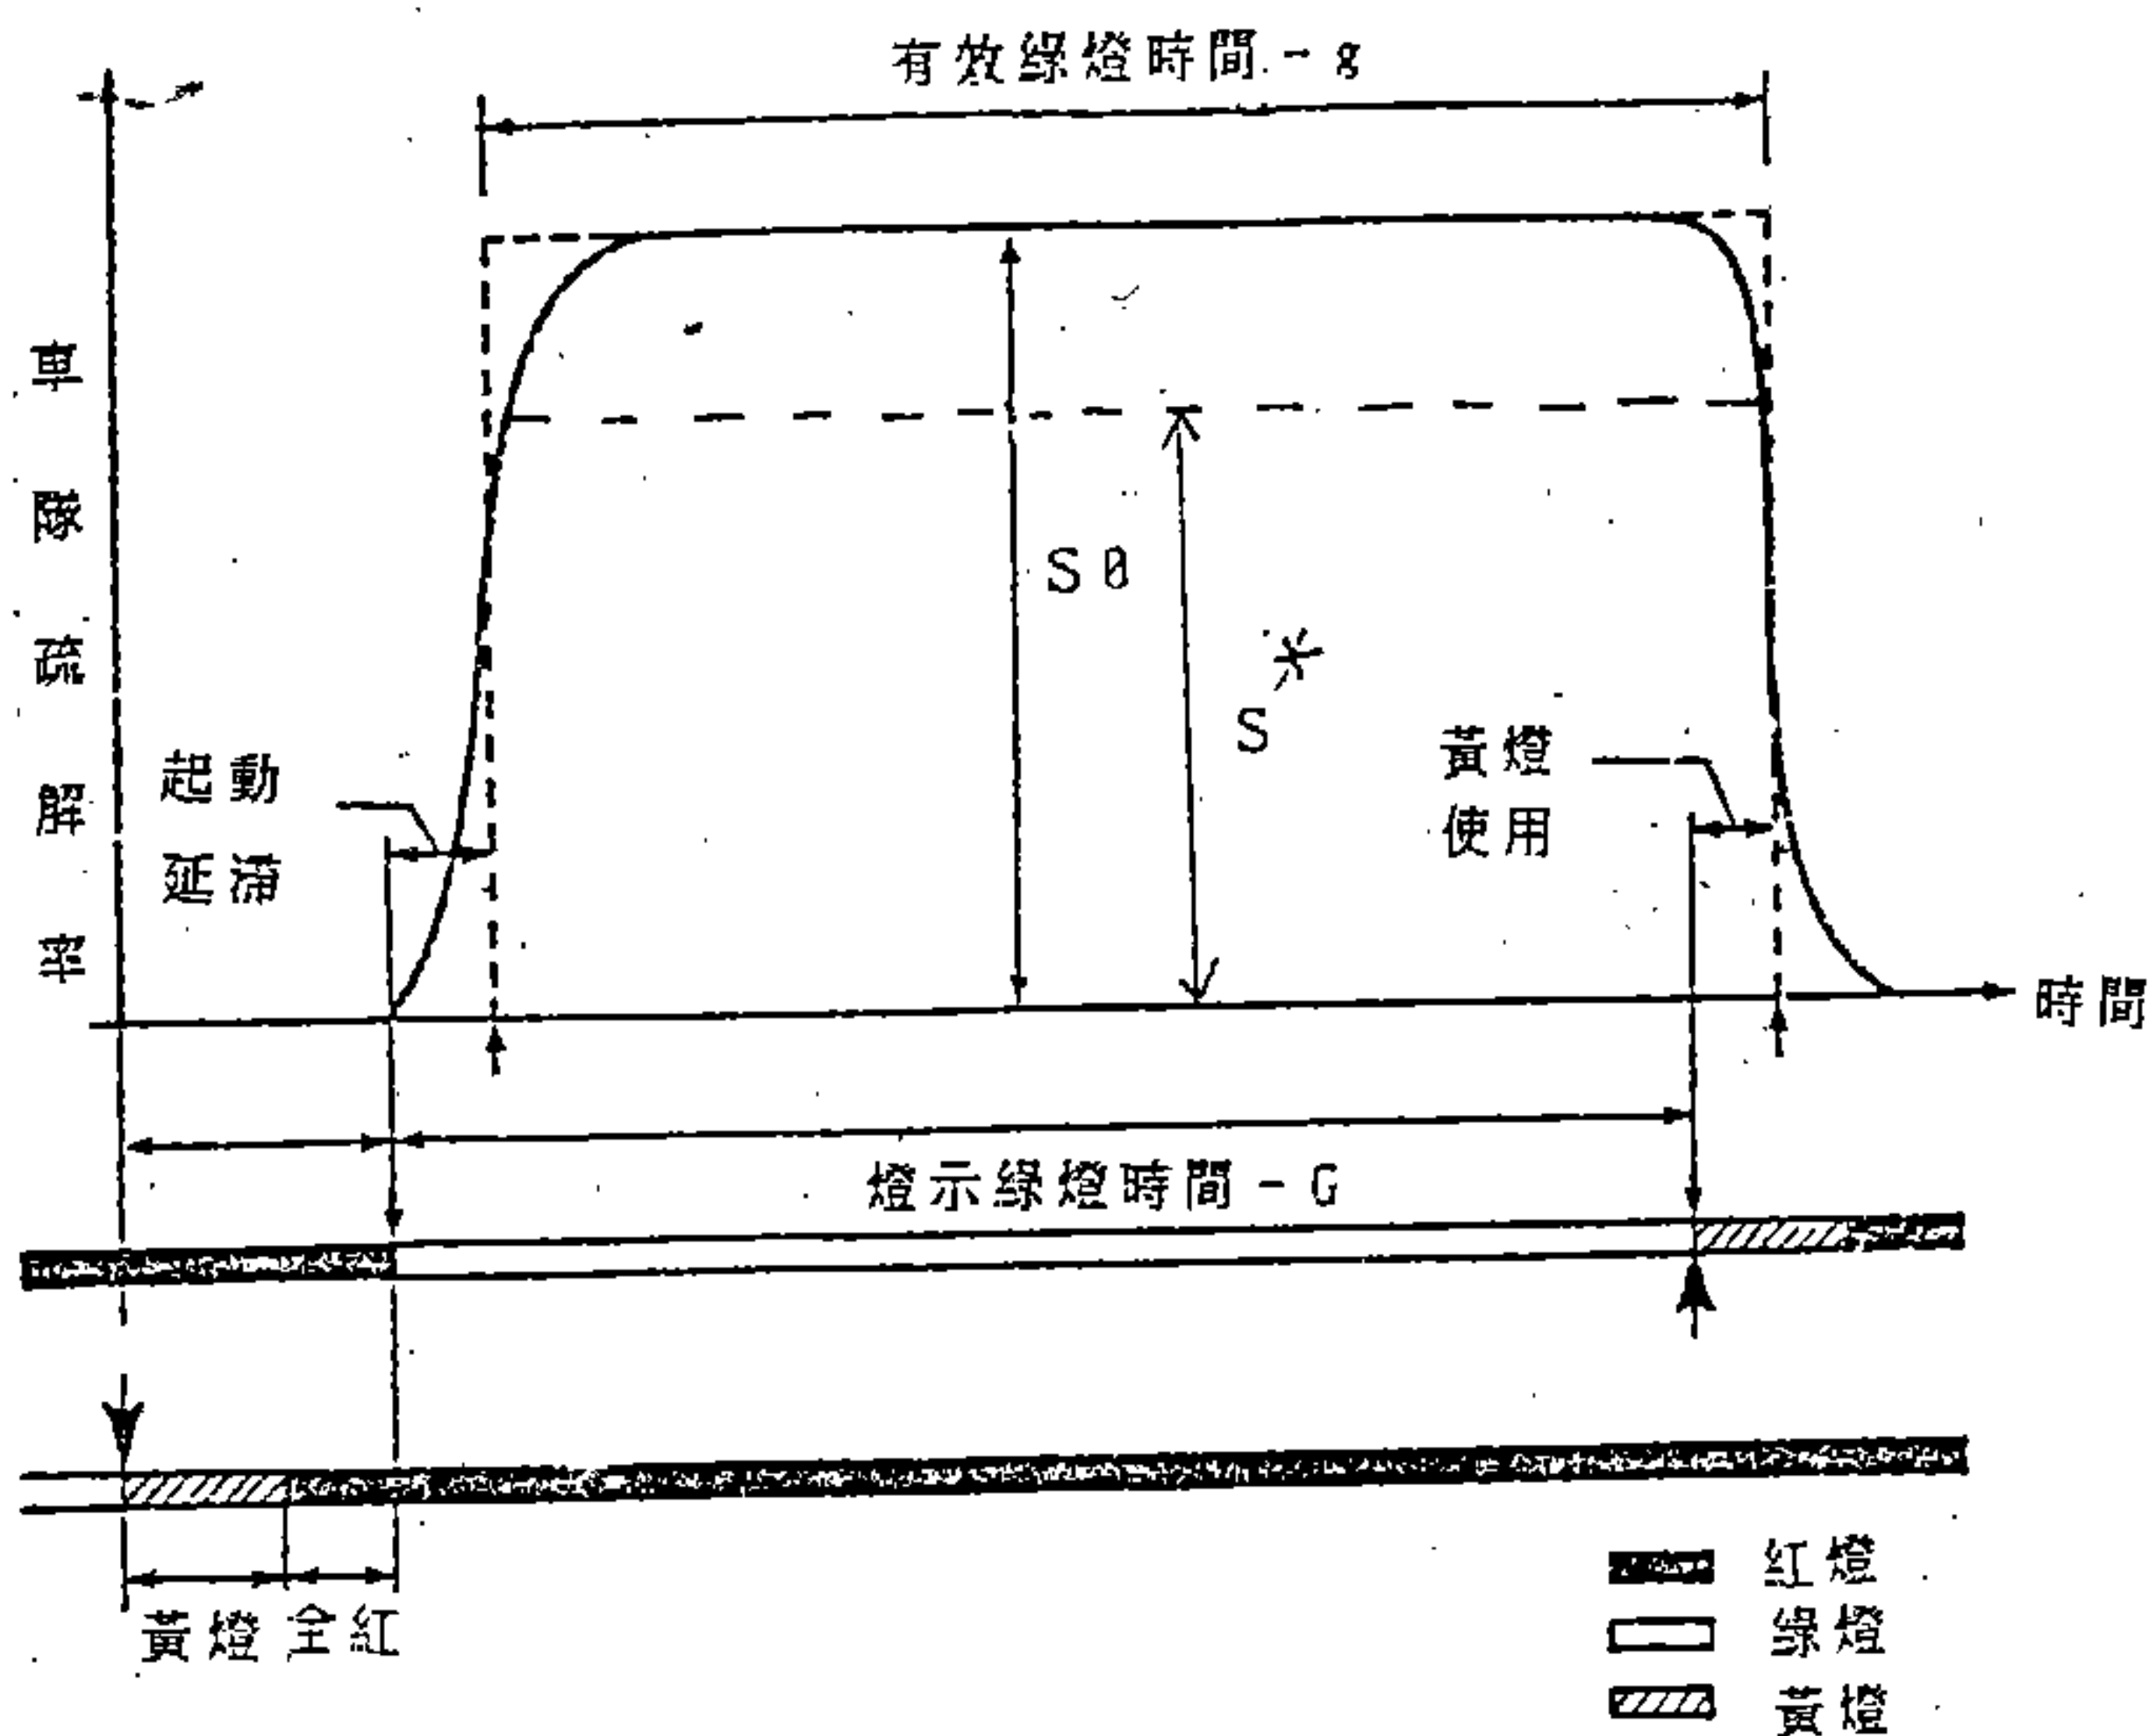 有效綠燈時間-g
車隊疏解率
S0
S*
起動
延滯
黃燈
使用
時間
燈示綠燈時間-G
黃燈 全紅
紅燈
綠燈
黃燈